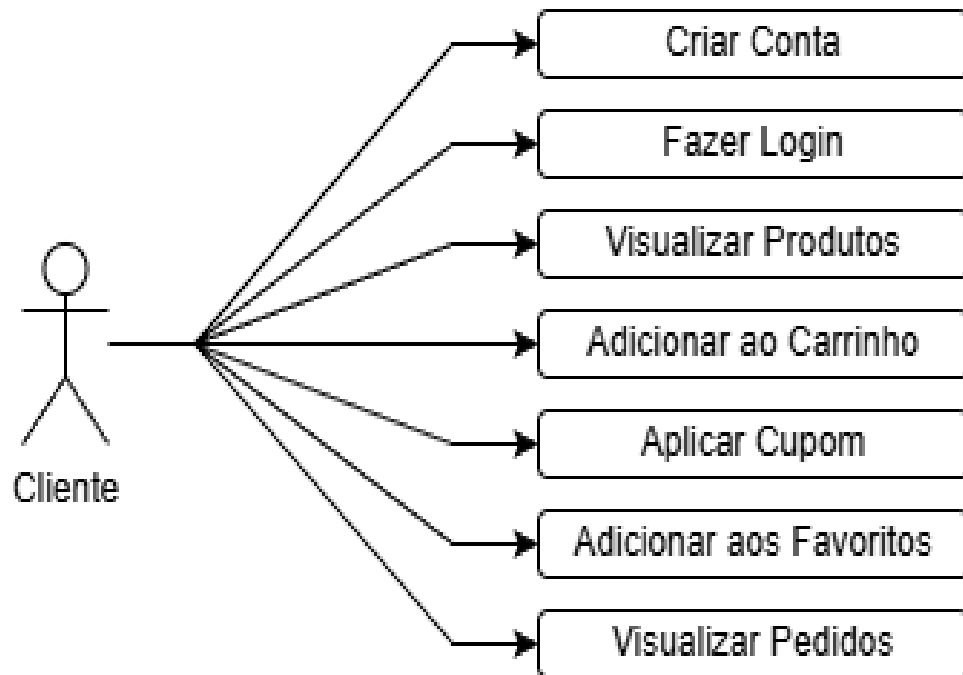 Criar Conta
Fazer Login
Visualizar Produtos
Adicionar ao Carrinho
Aplicar Cupom
Adicionar aos Favoritos
Visualizar Pedidos
Cliente